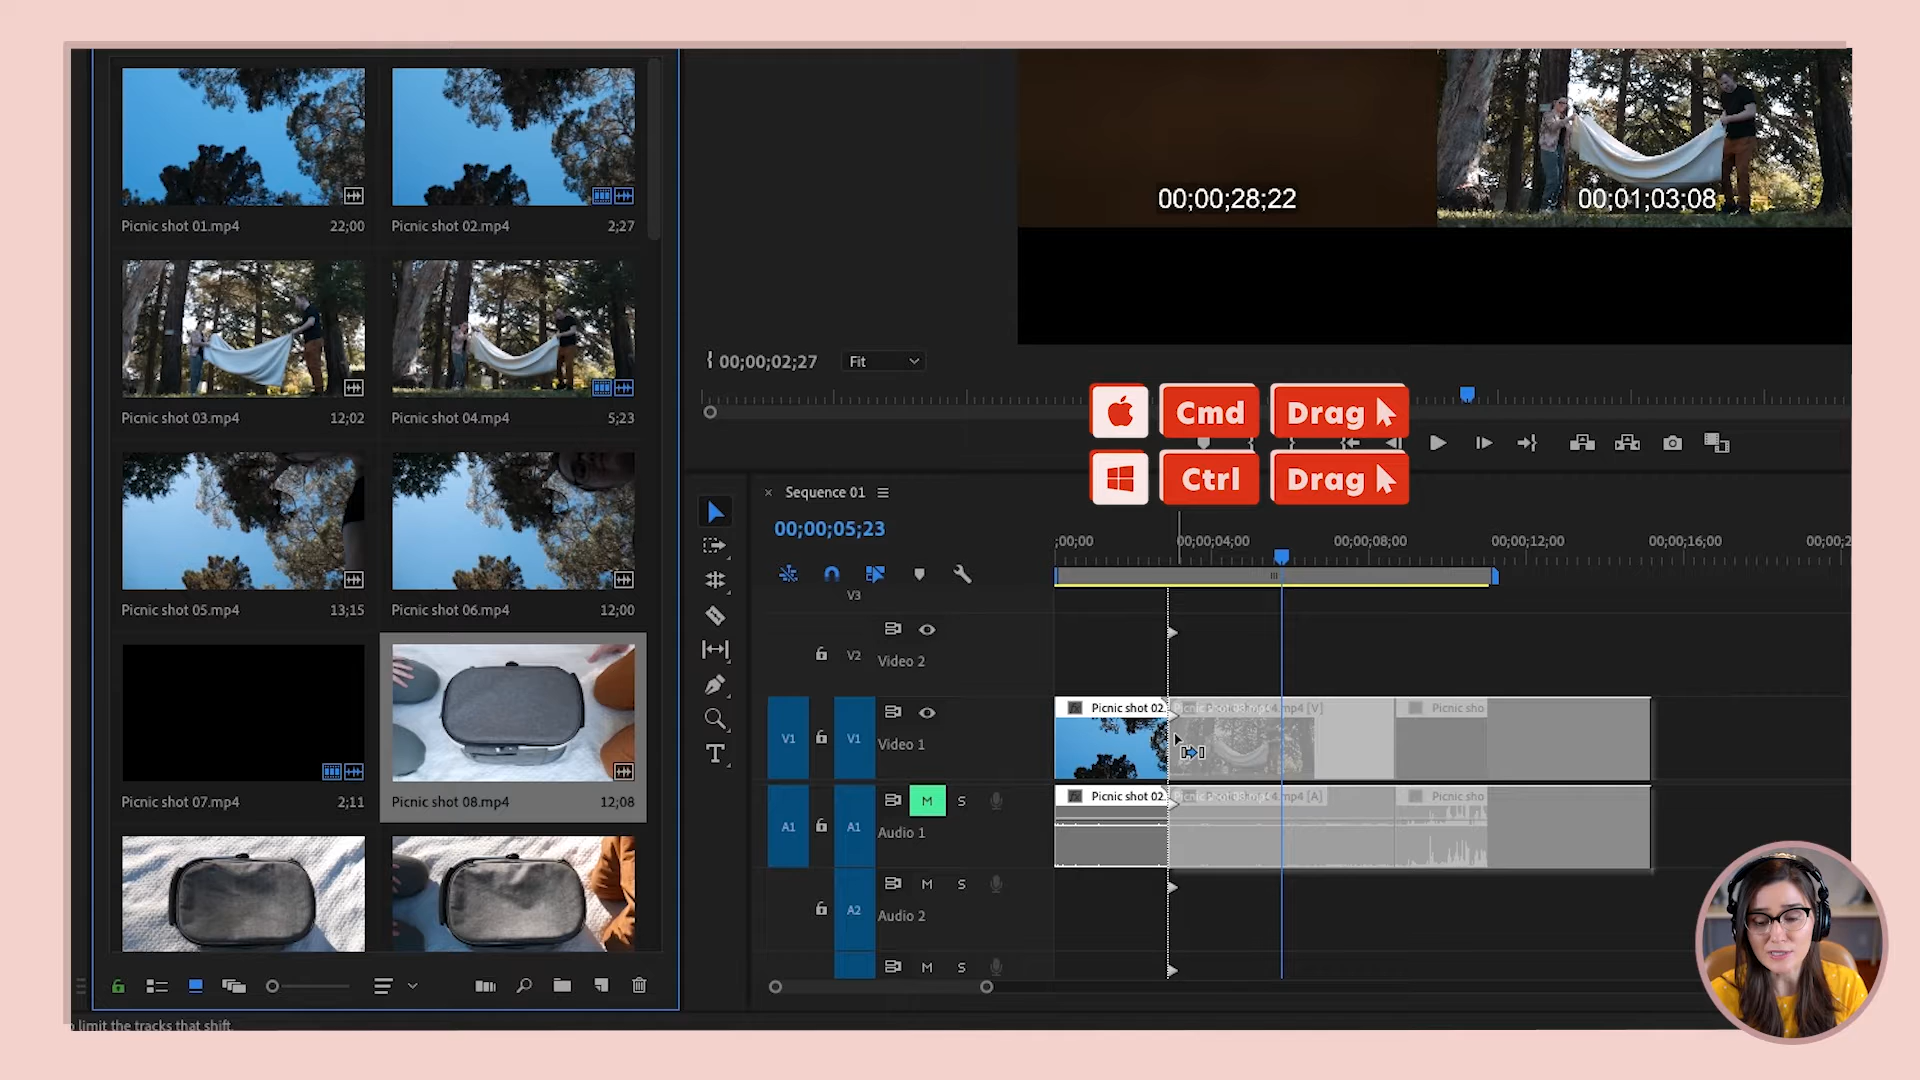 Picnic shot 01.mp4 22;00
Picnic shot 02.mp4 2;27
Picnic shot 03.mp4 12;02
Picnic shot 04.mp4 5;23
Picnic shot 05.mp4 13;15
Picnic shot 06.mp4 12;00
Picnic shot 07.mp4 2;11
Picnic shot 08.mp4 12;08
o limit the tracks that shift.
00;00;28;22
00;01;03;08
00;00;02;27
Fit
Cmd Drag
Ctrl Drag
× Sequence 01
00;00;05;23
;00;00 00;00;04;00 00;00;08;00 00;00;12;00 00;00;16;00 00;00;2
V3
V2 Video 2
V1 V1 Video 1
Picnic shot 02. Picnic shot 08.mp4 4.mp4 [V] Picnic sho
A1 A1 M S Audio 1
Picnic shot 02. Picnic shot 08.mp4 4.mp4 [A] Picnic sho
A2 M S Audio 2
M S